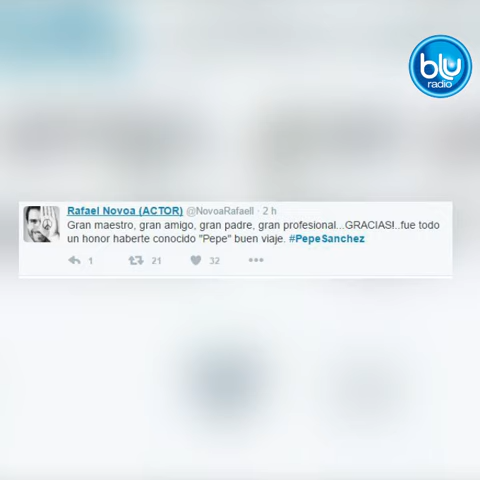 blu
radio
Rafael Novoa (ACTOR) @NovoaRafaell · 2 h
Gran maestro, gran amigo, gran padre, gran profesional...GRACIAS!..fue todo
un honor haberte conocido "Pepe" buen viaje. #PepeSanchez
1 21 32